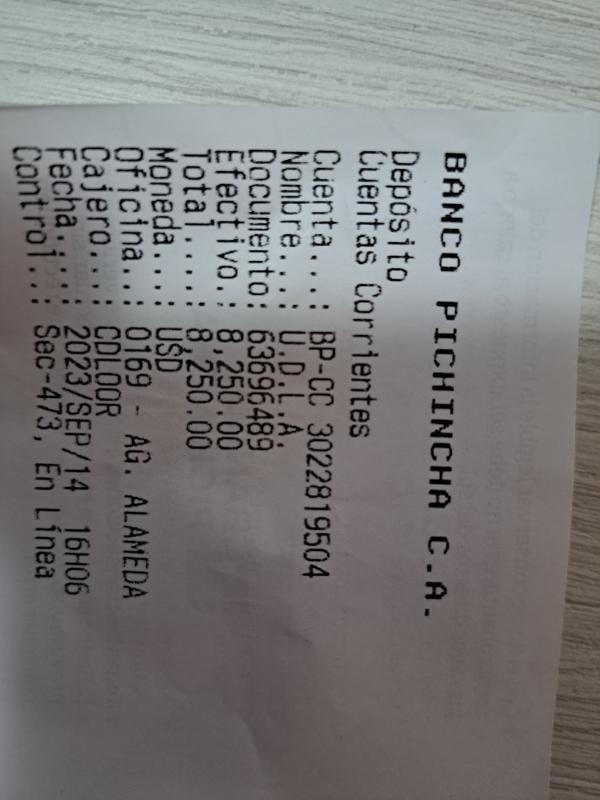 BANCO PICHINCHA C.A.
Depósito
Cuentas Corrientes
Cuenta...: BP-CC 3022819504
Nombre...: U.D.L.A.
Documento: 63696489
Efectivo.: 8,250.00
Total....: 8,250.00
Moneda...: USD
Oficina..: 0169 - AG. ALAMEDA
Cajero...: CDLOOR
Fecha....: 2023/SEP/14 16H06
Control..: Sec-473, En Línea